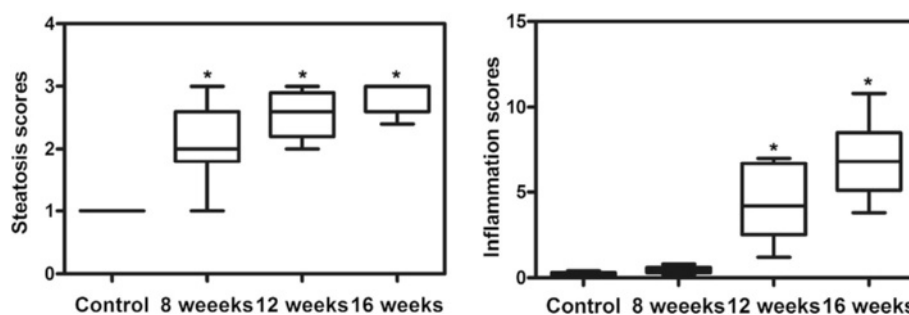 Steatosis scores
4
3
2
1
0
* * *
Control 8 weeeks 12 weeks 16 weeks
Inflammation scores
15
10
5
0
* *
Control 8 weeeks 12 weeks 16 weeks